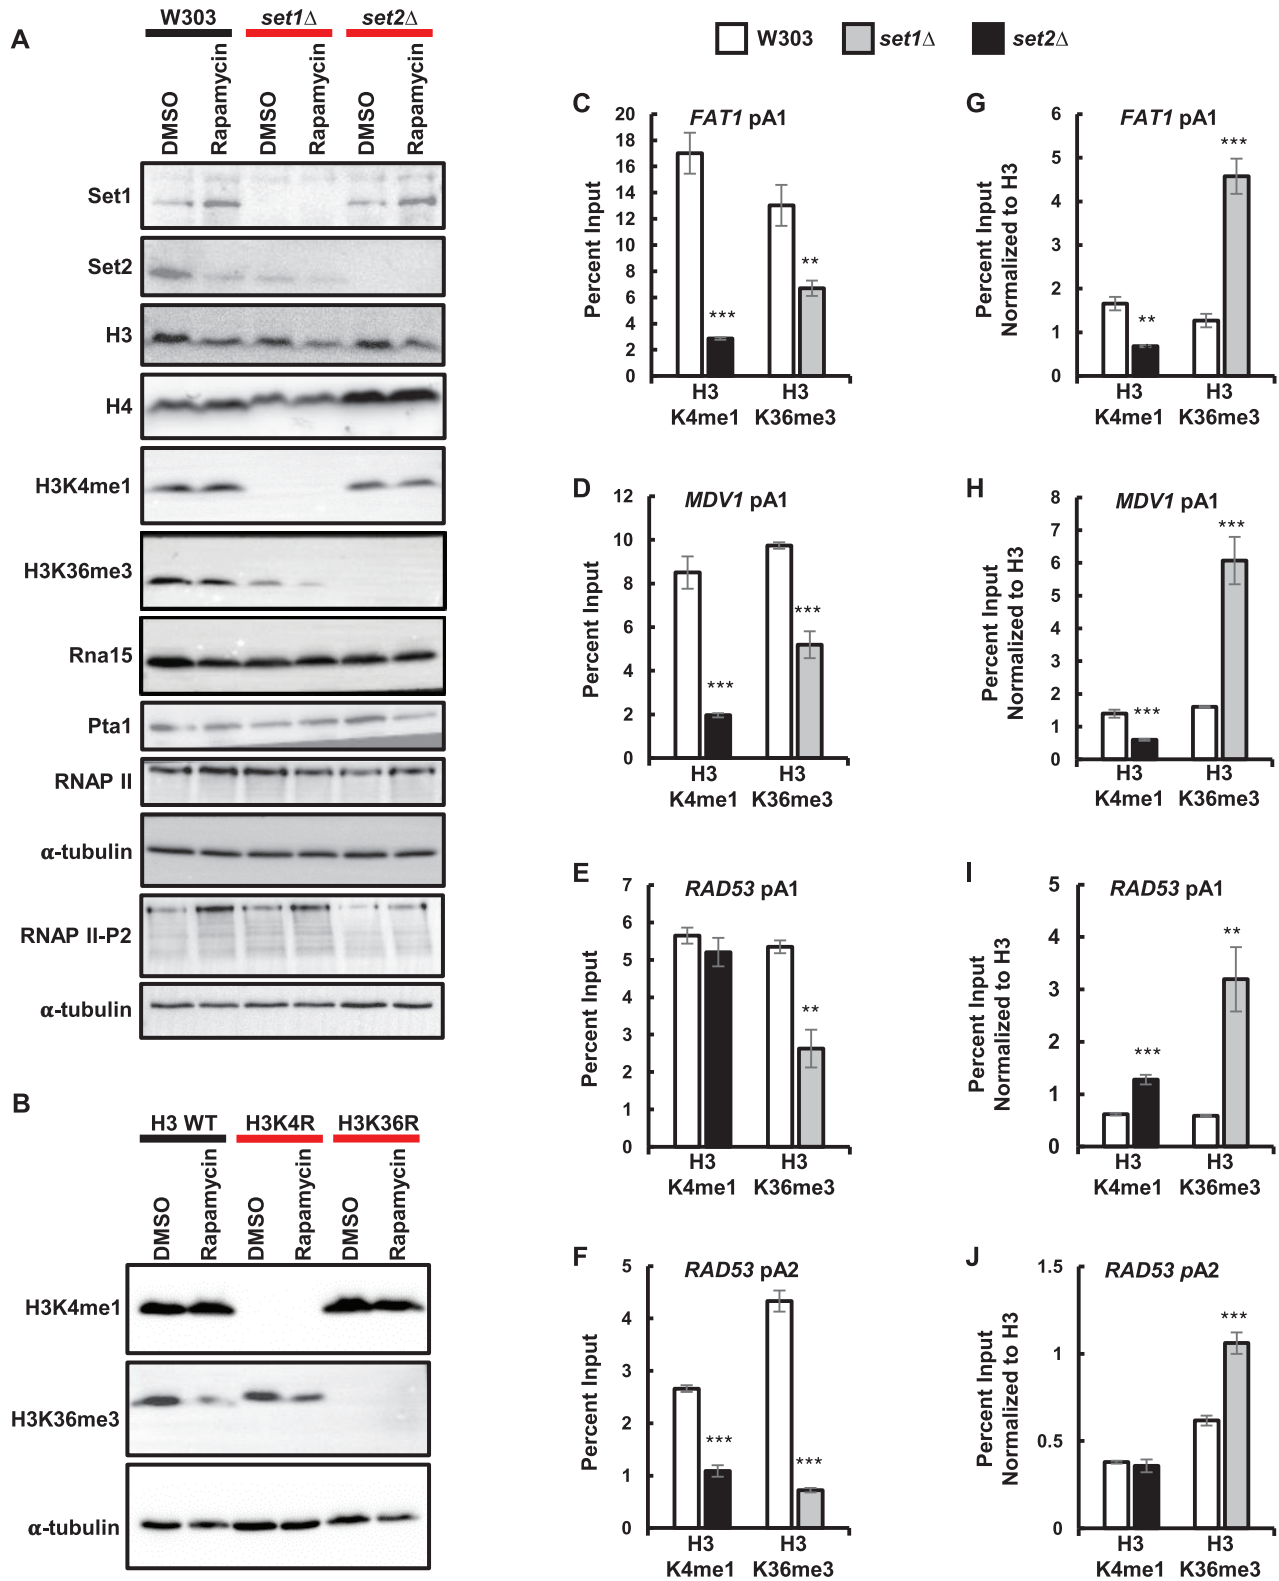 A
W303 set1Δ set2Δ
DMSO Rapamycin DMSO Rapamycin DMSO Rapamycin
Set1
Set2
H3
H4
H3K4me1
H3K36me3
Rna15
Pta1
RNAP II
α-tubulin
RNAP II-P2
α-tubulin
B
H3 WT H3K4R H3K36R
DMSO Rapamycin DMSO Rapamycin DMSO Rapamycin
H3K4me1
H3K36me3
α-tubulin
W303 set1Δ set2Δ
C
FAT1 pA1
Percent Input
20
18
16
14
12
10
8
6
4
2
0
***
**
H3 H3
K4me1 K36me3
D
MDV1 pA1
Percent Input
12
10
8
6
4
2
0
***
***
H3 H3
K4me1 K36me3
E
RAD53 pA1
Percent Input
7
6
5
4
3
2
1
0
**
H3 H3
K4me1 K36me3
F
RAD53 pA2
Percent Input
5
4
3
2
1
0
***
***
H3 H3
K4me1 K36me3
G
FAT1 pA1
Percent Input
Normalized to H3
6
5
4
3
2
1
0
**
***
H3 H3
K4me1 K36me3
H
MDV1 pA1
Percent Input
Normalized to H3
8
7
6
5
4
3
2
1
0
***
***
H3 H3
K4me1 K36me3
I
RAD53 pA1
Percent Input
Normalized to H3
5
4
3
2
1
0
***
**
H3 H3
K4me1 K36me3
J
RAD53 pA2
Percent Input
Normalized to H3
1.5
1
0.5
0
***
H3 H3
K4me1 K36me3